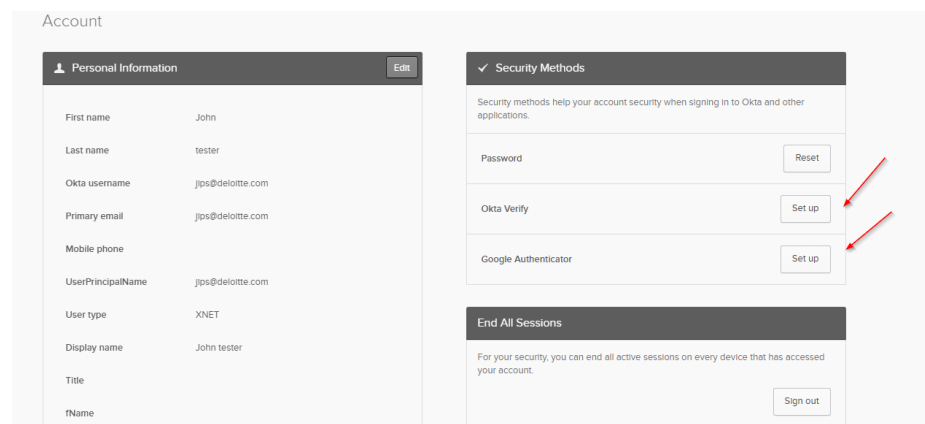 Account
Personal Information
Edit
First name John
Last name tester
Okta username jips@deloitte.com
Primary email jips@deloitte.com
Mobile phone
UserPrincipalName jips@deloitte.com
User type XNET
Display name John tester
Title
fName
Security Methods
Security methods help your account security when signing in to Okta and other
applications.
Password Reset
Okta Verify Set up
Google Authenticator Set up
End All Sessions
For your security, you can end all active sessions on every device that has accessed
your account.
Sign out